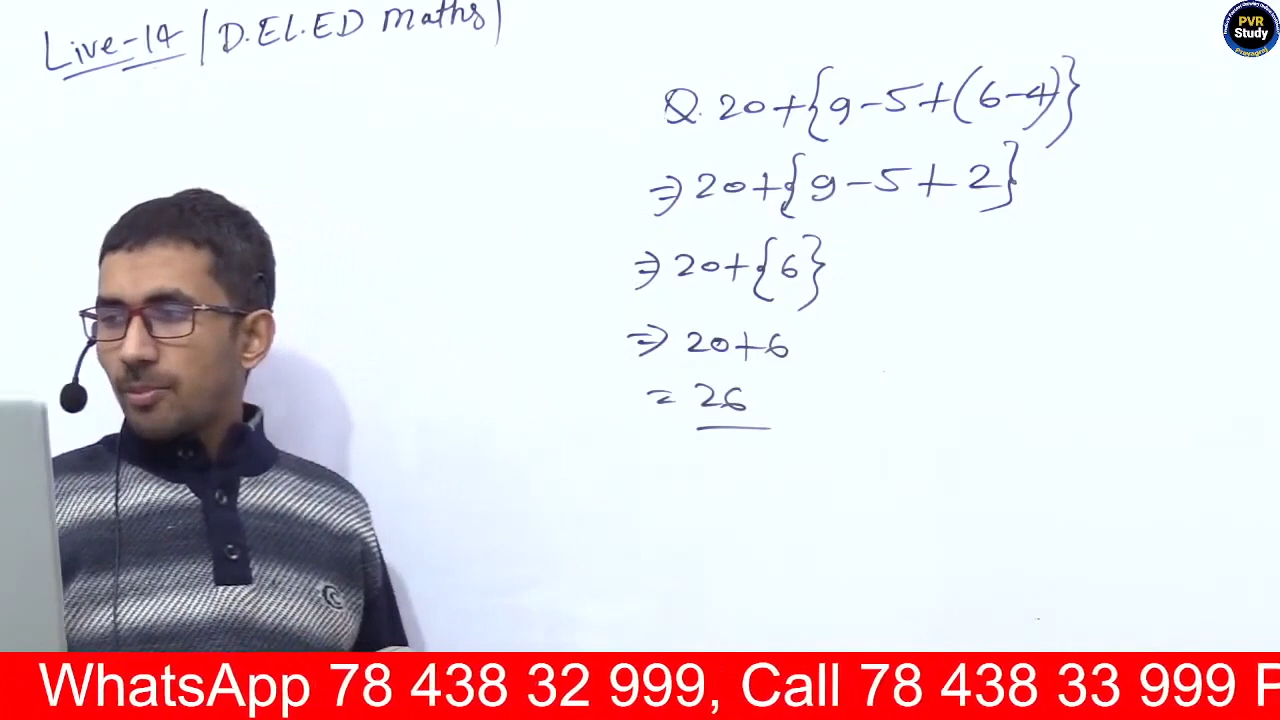 Live-14 | D.EL.ED Maths |
PVR
Study
Prayagraj
Q. 20+{9-5+(6-4)}
⇒ 20+{9-5+2}
⇒ 20+{6}
⇒ 20+6
= 26
WhatsApp 78 438 32 999, Call 78 438 33 999